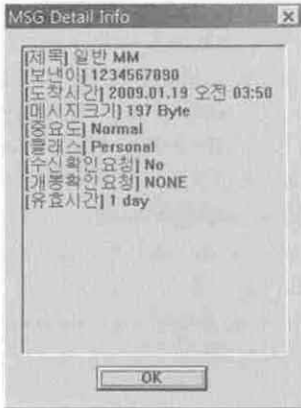 MSG Detail Info
[제목] 일반 MM
[보낸이] 1234567890
[도착시간] 2009.01.19 오전 03:50
[메시지크기] 197 Byte
[중요도] Normal
[클래스] Personal
[수신확인요청] No
[개봉확인요청] NONE
[유효시간] 1 day
OK